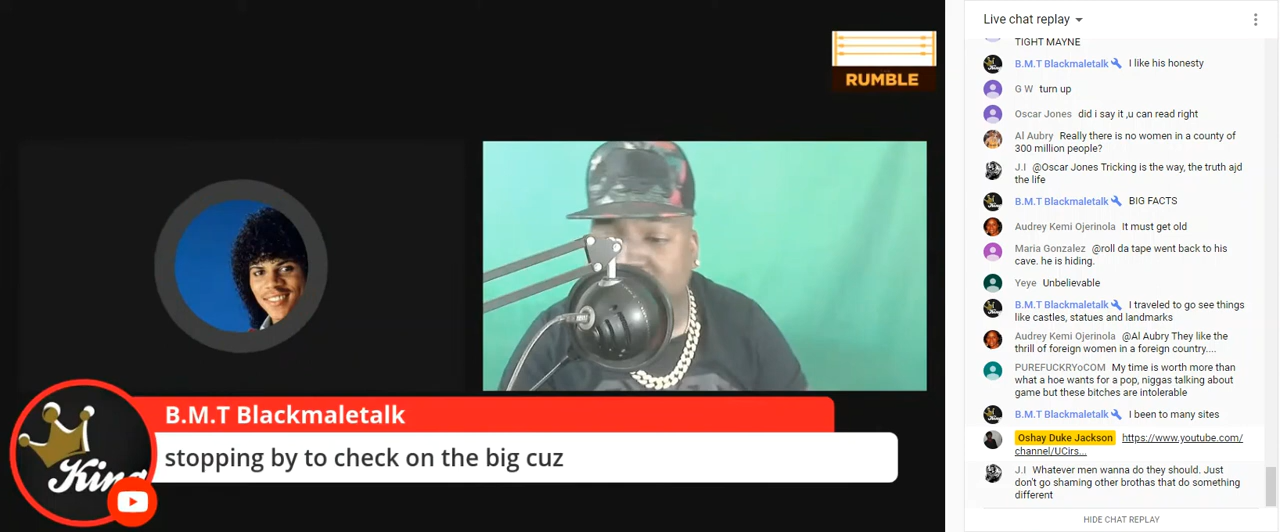 RUMBLE
B.M.T Blackmaletalk
stopping by to check on the big cuz
King
Live chat replay
TIGHT MAYNE
B.M.T Blackmaletalk I like his honesty
G W turn up
Oscar Jones did i say it ,u can read right
Al Aubry Really there is no women in a county of
300 million people?
J.I @Oscar Jones Tricking is the way, the truth ajd
the life
B.M.T Blackmaletalk BIG FACTS
Audrey Kemi Ojerinola It must get old
Maria Gonzalez @roll da tape went back to his
cave. he is hiding.
Yeye Unbelievable
B.M.T Blackmaletalk I traveled to go see things
like castles, statues and landmarks
Audrey Kemi Ojerinola @Al Aubry They like the
thrill of foreign women in a foreign country....
PUREFUCKRYoCOM My time is worth more than
what a hoe wants for a pop, niggas talking about
game but these bitches are intolerable
B.M.T Blackmaletalk I been to many sites
Oshay Duke Jackson https://www.youtube.com/
channel/UCirs...
J.I Whatever men wanna do they should. Just
don't go shaming other brothas that do something
different
HIDE CHAT REPLAY